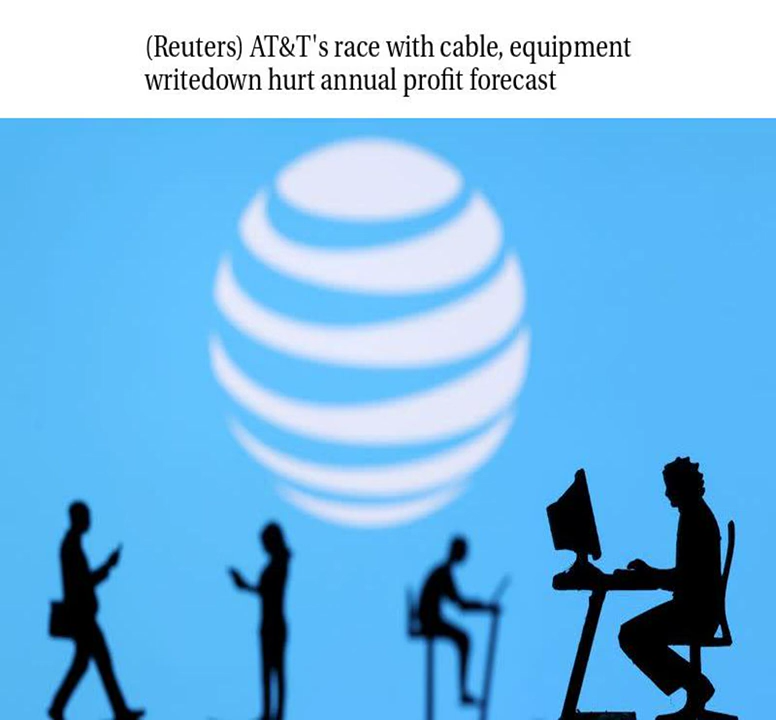 (Reuters) AT&T's race with cable, equipment
writedown hurt annual profit forecast